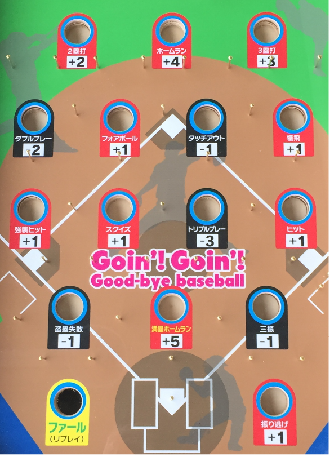 2塁打
+2
ホームラン
+4
3塁打
+3
ダブルプレー
-2
フォアボール
+1
タッチアウト
-1
犠飛
+1
強襲ヒット
+1
スクイズ
+1
トリプルプレー
-3
ヒット
+1
Goin'! Goin'!
Good-bye baseball
盗塁失敗
-1
満塁ホームラン
+5
三振
-1
ファール
(リプレイ)
振り逃げ
+1